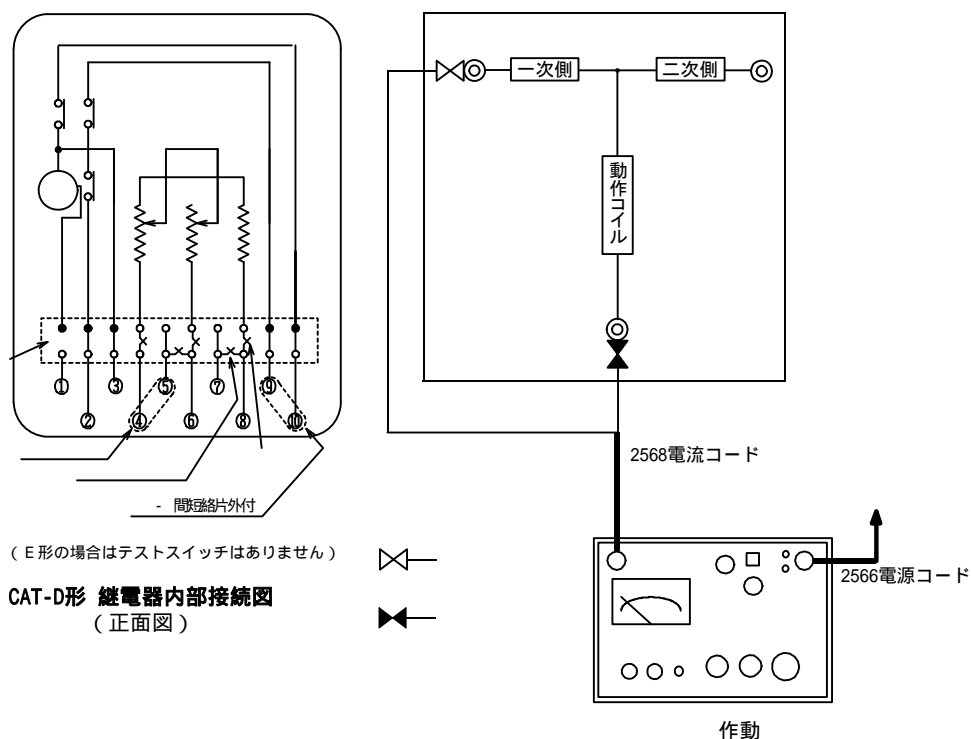 一次側
二次側
動作コイル
① ③ ⑤ ⑦ ⑨
② ④ ⑥ ⑧ ⑩
- 間短絡片外付
(E形の場合はテストスイッチはありません)
CAT-D形 継電器内部接続図
(正面図)
2568電流コード
2566電源コード
作動